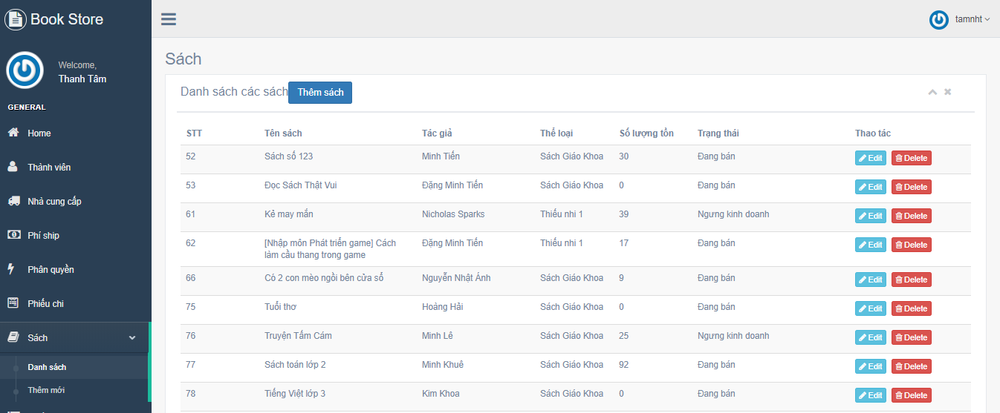 Book Store
tamnht
Welcome,
Thanh Tâm
GENERAL
Home
Thành viên
Nhà cung cấp
Phí ship
Phân quyền
Phiếu chi
Sách
Danh sách
Thêm mới
Sách
Danh sách các sách Thêm sách
STT Tên sách Tác giả Thể loại Số lượng tồn Trạng thái Thao tác
52 Sách số 123 Minh Tiến Sách Giáo Khoa 30 Đang bán Edit Delete
53 Đọc Sách Thật Vui Đặng Minh Tiến Sách Giáo Khoa 0 Đang bán Edit Delete
61 Kẻ may mắn Nicholas Sparks Thiếu nhi 1 39 Ngưng kinh doanh Edit Delete
62 [Nhập môn Phát triển game] Cách Đặng Minh Tiến Thiếu nhi 1 17 Đang bán Edit Delete
làm cầu thang trong game
66 Có 2 con mèo ngồi bên cửa sổ Nguyễn Nhật Ánh Sách Giáo Khoa 9 Đang bán Edit Delete
75 Tuổi thơ Hoàng Hải Sách Giáo Khoa 0 Đang bán Edit Delete
76 Truyện Tấm Cám Minh Lê Sách Giáo Khoa 25 Ngưng kinh doanh Edit Delete
77 Sách toán lớp 2 Minh Khuê Sách Giáo Khoa 92 Đang bán Edit Delete
78 Tiếng Việt lớp 3 Kim Khoa Sách Giáo Khoa 0 Đang bán Edit Delete